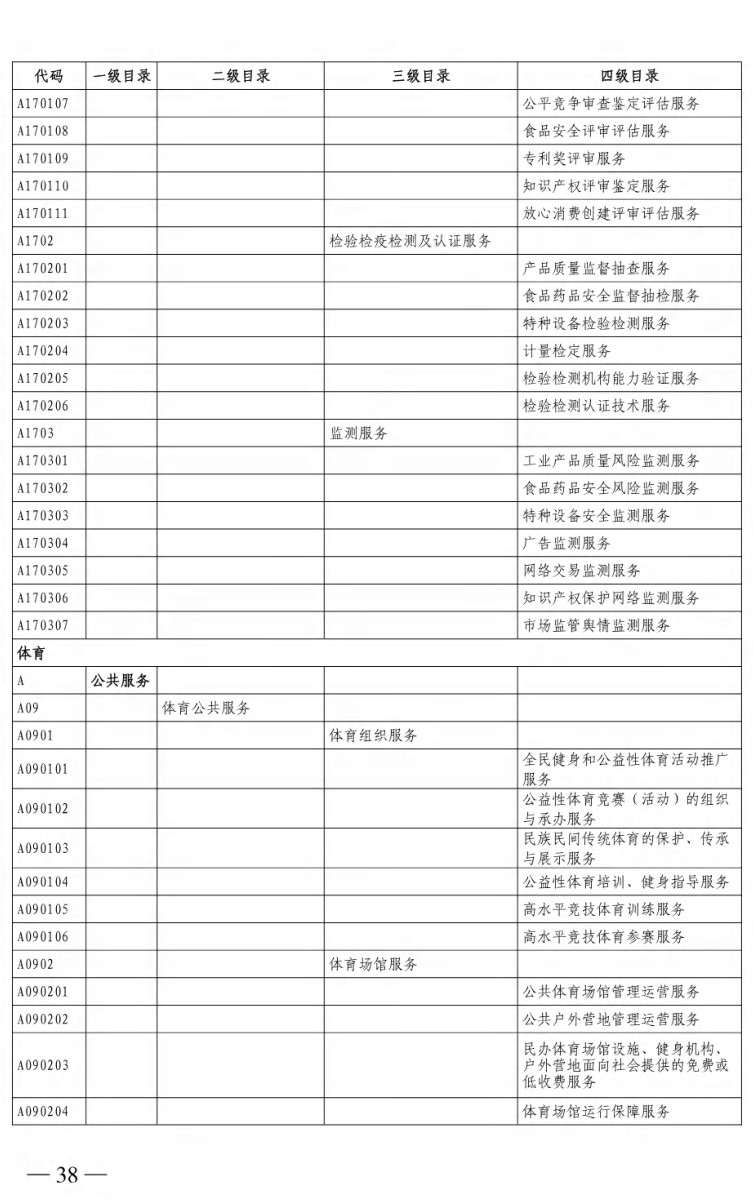 代码 一级目录 二级目录 三级目录 四级目录
A170107 公平竞争审查鉴定评估服务
A170108 食品安全评审评估服务
A170109 专利奖评审服务
A170110 知识产权评审鉴定服务
A170111 放心消费创建评审评估服务
A1702 检验检疫检测及认证服务
A170201 产品质量监督抽查服务
A170202 食品药品安全监督抽检服务
A170203 特种设备检验检测服务
A170204 计量检定服务
A170205 检验检测机构能力验证服务
A170206 检验检测认证技术服务
A1703 监测服务
A170301 工业产品质量风险监测服务
A170302 食品药品安全风险监测服务
A170303 特种设备安全监测服务
A170304 广告监测服务
A170305 网络交易监测服务
A170306 知识产权保护网络监测服务
A170307 市场监管舆情监测服务
体育
A 公共服务
A09 体育公共服务
A0901 体育组织服务
A090101 全民健身和公益性体育活动推广
服务
A090102 公益性体育竞赛（活动）的组织
与承办服务
A090103 民族民间传统体育的保护、传承
与展示服务
A090104 公益性体育培训、健身指导服务
A090105 高水平竞技体育训练服务
A090106 高水平竞技体育参赛服务
A0902 体育场馆服务
A090201 公共体育场馆管理运营服务
A090202 公共户外营地管理运营服务
A090203 民办体育场馆设施、健身机构、
户外营地面向社会提供的免费或
低收费服务
A090204 体育场馆运行保障服务
— 38 —